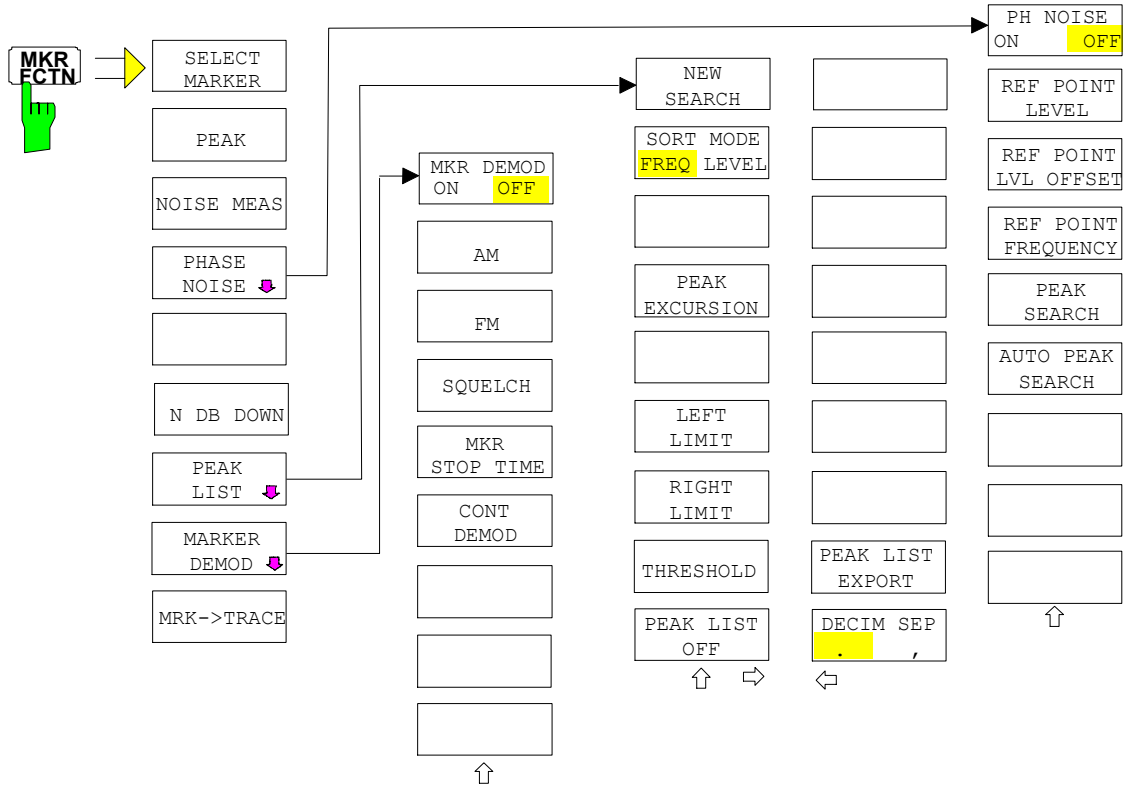 MKR
FCTN
SELECT
MARKER
PEAK
NOISE MEAS
PHASE
NOISE
N DB DOWN
PEAK
LIST
MARKER
DEMOD
MRK->TRACE
MKR DEMOD
ON OFF
AM
FM
SQUELCH
MKR
STOP TIME
CONT
DEMOD
NEW
SEARCH
SORT MODE
FREQ LEVEL
PEAK
EXCURSION
LEFT
LIMIT
RIGHT
LIMIT
THRESHOLD
PEAK LIST
OFF
PEAK LIST
EXPORT
DECIM SEP
. ,
PH NOISE
ON OFF
REF POINT
LEVEL
REF POINT
LVL OFFSET
REF POINT
FREQUENCY
PEAK
SEARCH
AUTO PEAK
SEARCH